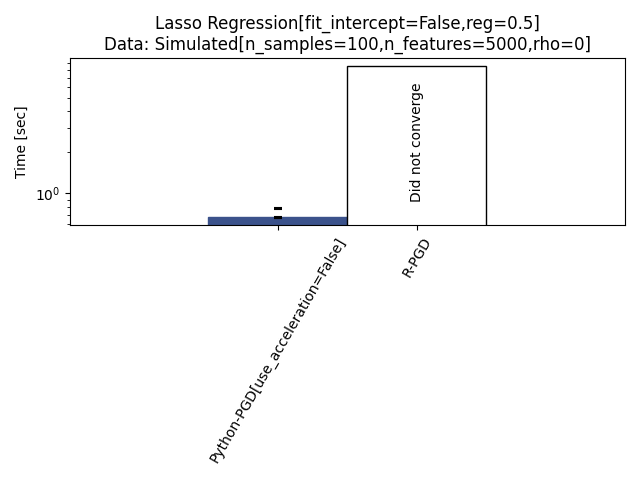 Lasso Regression[fit_intercept=False,reg=0.5]
Data: Simulated[n_samples=100,n_features=5000,rho=0]
Time [sec]
10^0
Did not converge
Python-PGD[use_acceleration=False]
R-PGD